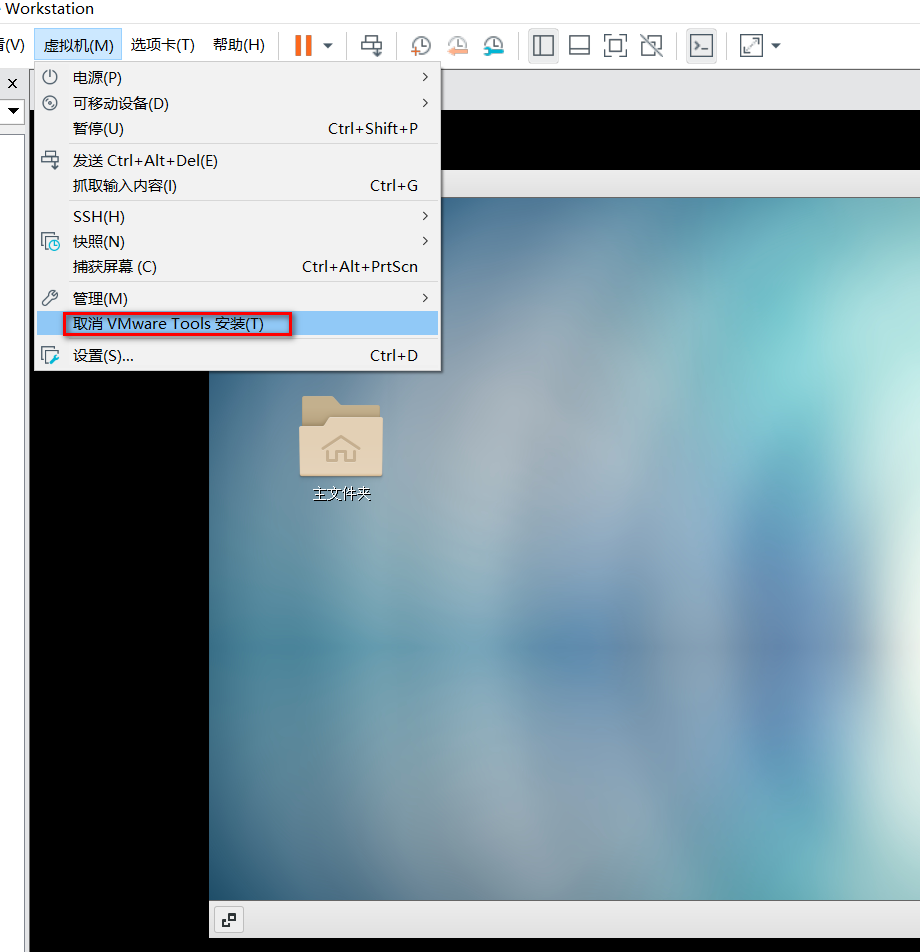 Workstation
看(V) 虚拟机(M) 选项卡(T) 帮助(H)
电源(P)
可移动设备(D)
暂停(U) Ctrl+Shift+P
发送 Ctrl+Alt+Del(E)
抓取输入内容(I) Ctrl+G
SSH(H)
快照(N)
捕获屏幕 (C) Ctrl+Alt+PrtScn
管理(M)
取消 VMware Tools 安装(T)
设置(S)... Ctrl+D
主文件夹